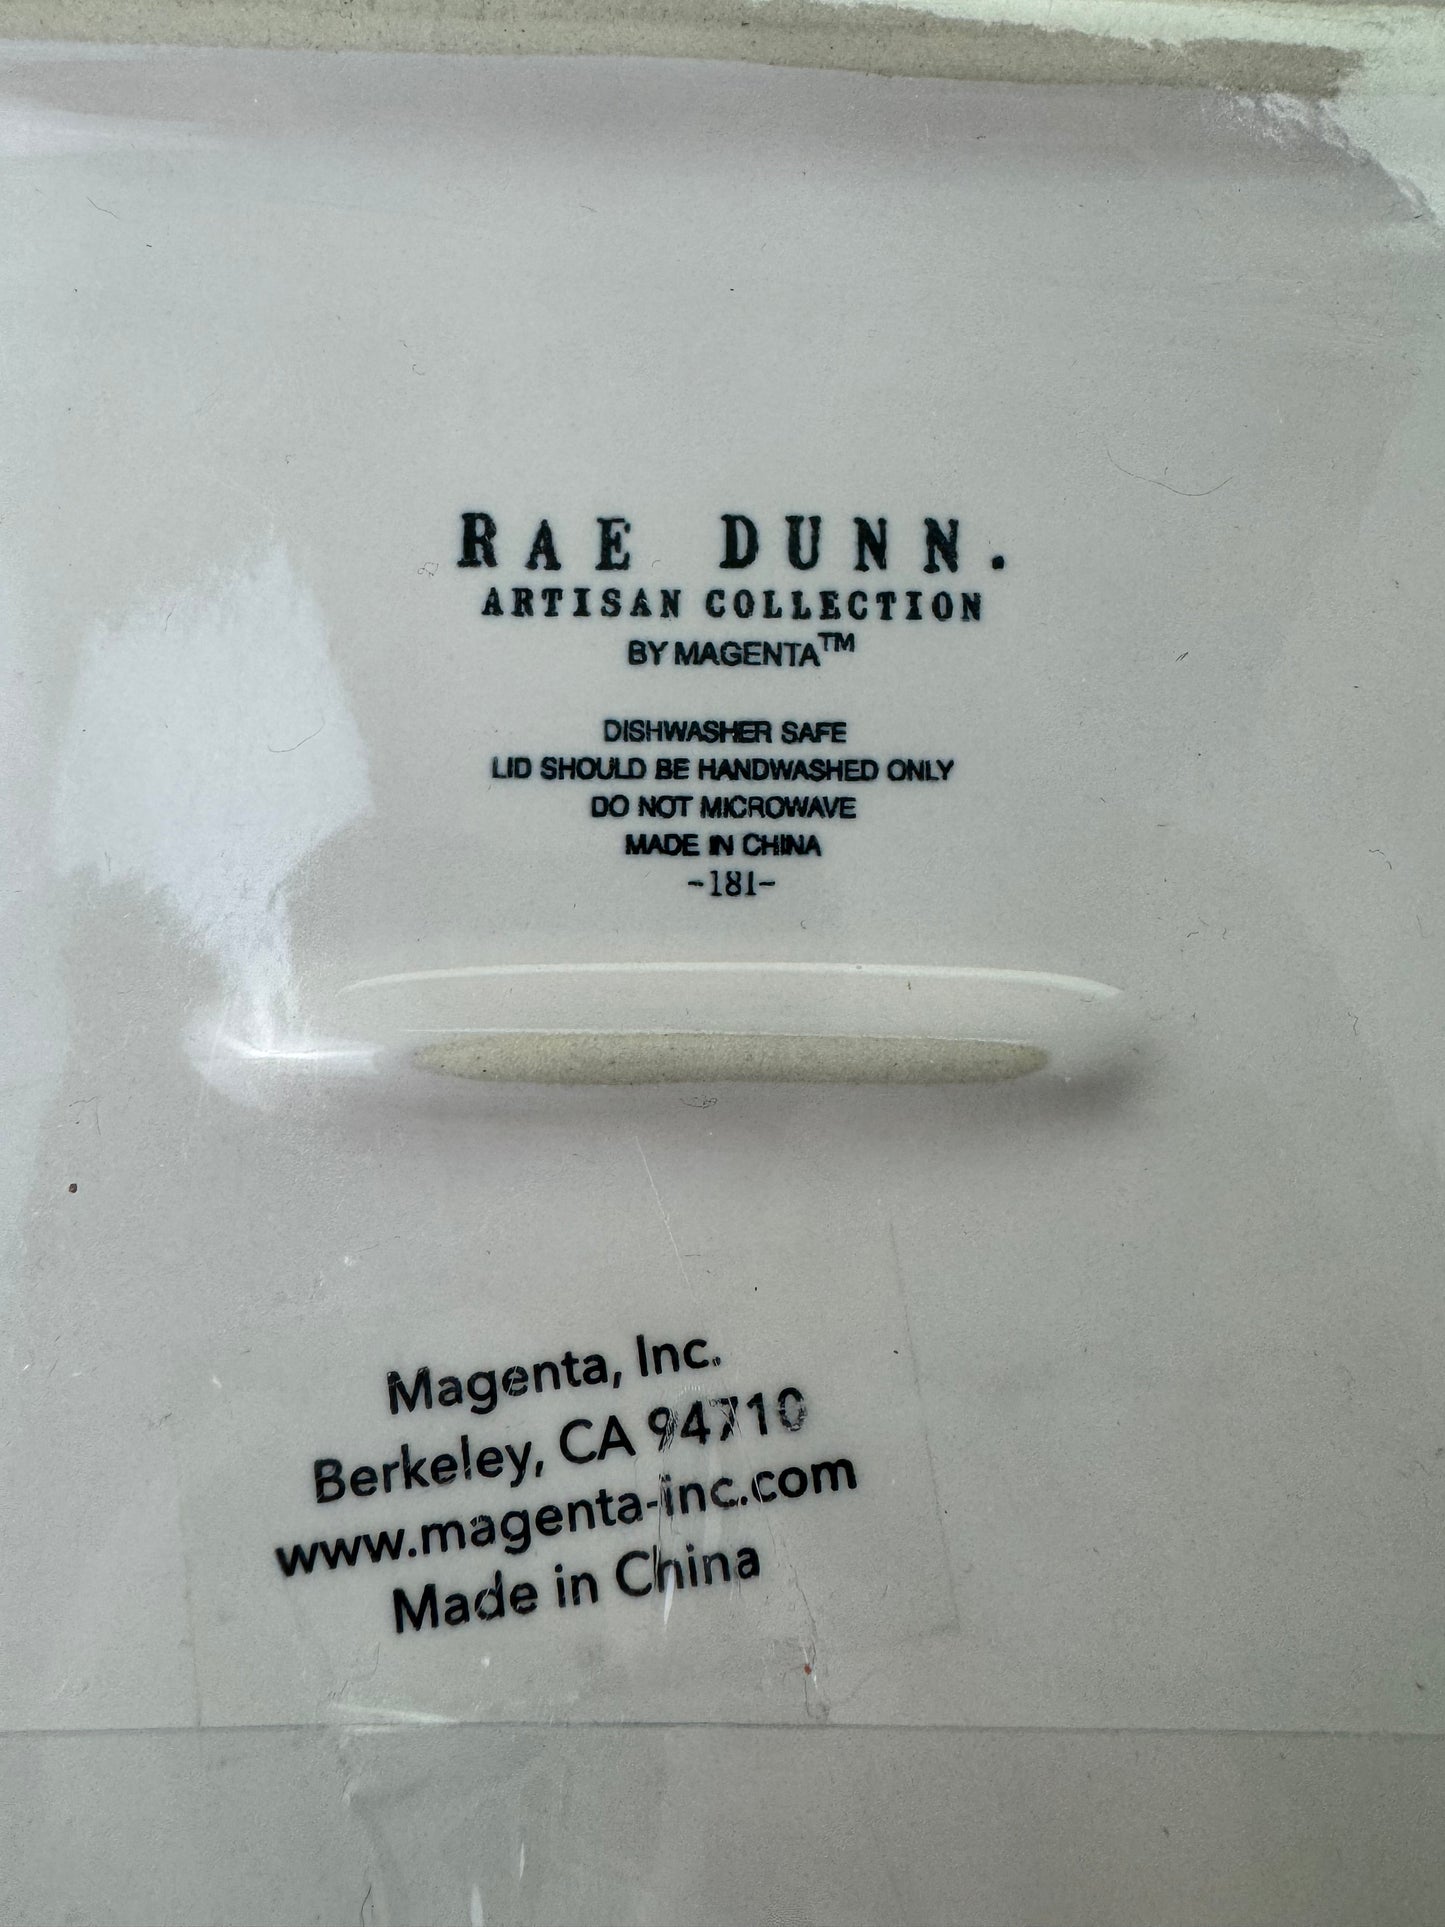 RAE DUNN.
ARTISAN COLLECTION
BY MAGENTA™
DISHWASHER SAFE
LID SHOULD BE HANDWASHED ONLY
DO NOT MICROWAVE
MADE IN CHINA
-181-
Magenta, Inc.
Berkeley, CA 94710
www.magenta-inc.com
Made in China